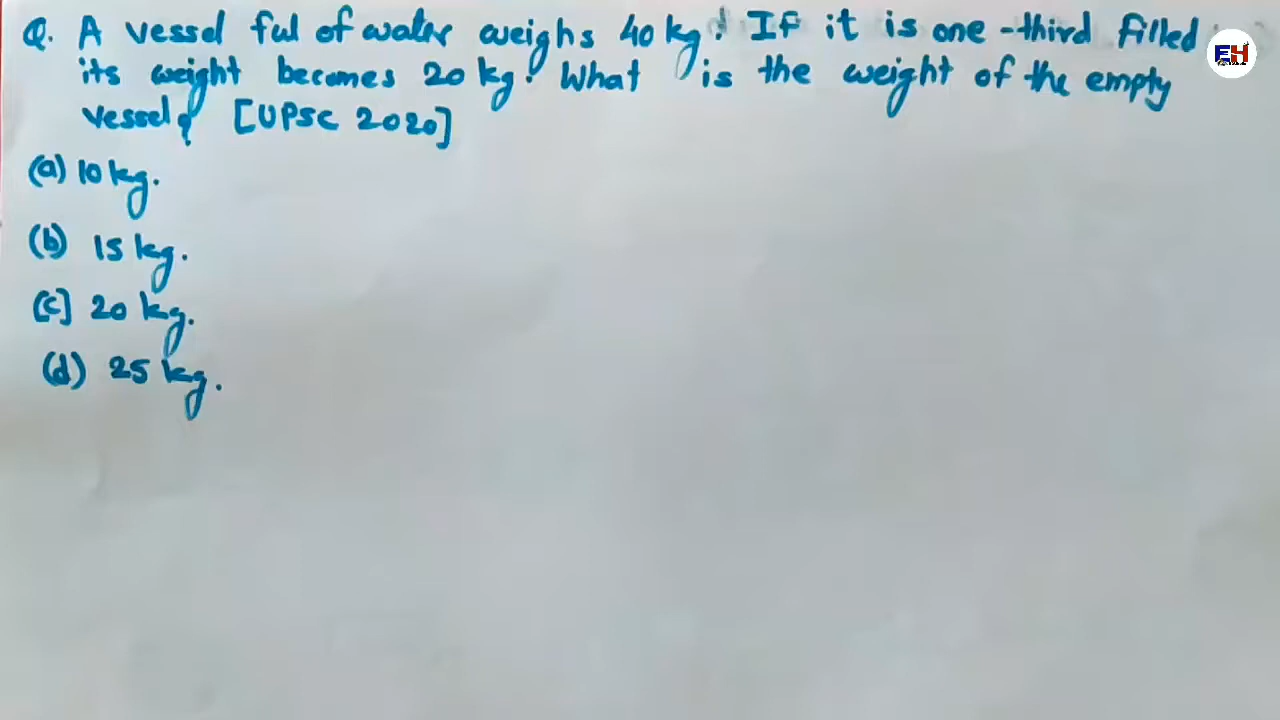 Q. A vessel ful of water weighs 40 kg. If it is one-third filled
its weight becomes 20 kg. What is the weight of the empty
vessel? [UPSC 2020]
(a) 10 kg.
(b) 15 kg.
(c] 20 kg.
(d) 25 kg.
EH